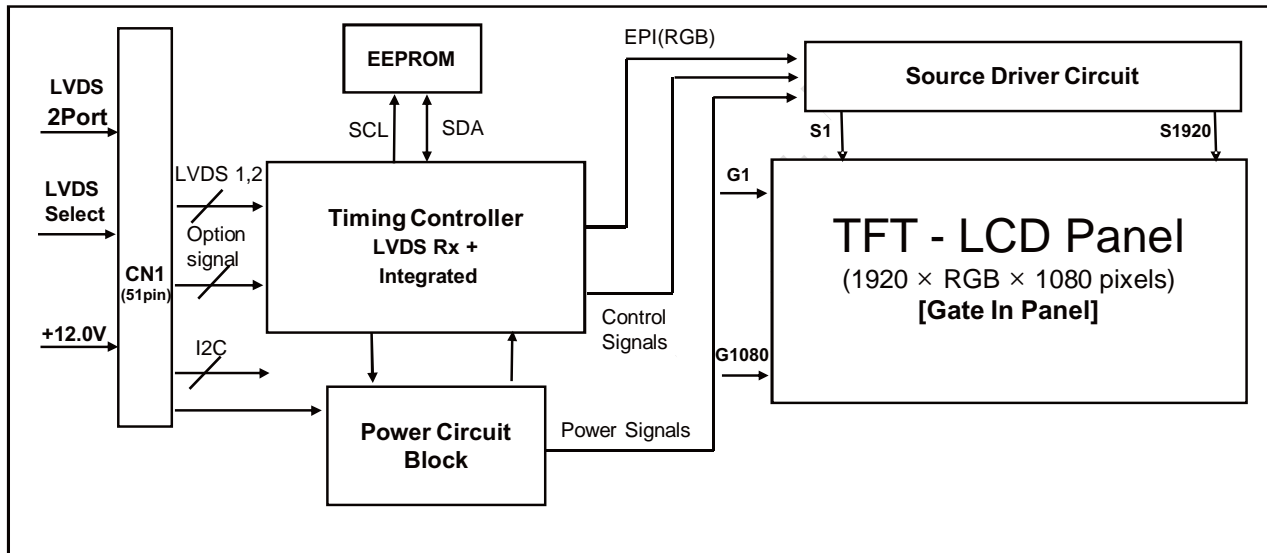 LVDS
2Port
LVDS
Select
+12.0V
CN1
(51pin)
LVDS 1,2
Option
signal
I2C
EEPROM
SCL
SDA
Timing Controller
LVDS Rx +
Integrated
Power Circuit
Block
EPI(RGB)
Control
Signals
Power Signals
Source Driver Circuit
S1
S1920
G1
G1080
TFT - LCD Panel
(1920 × RGB × 1080 pixels)
[Gate In Panel]